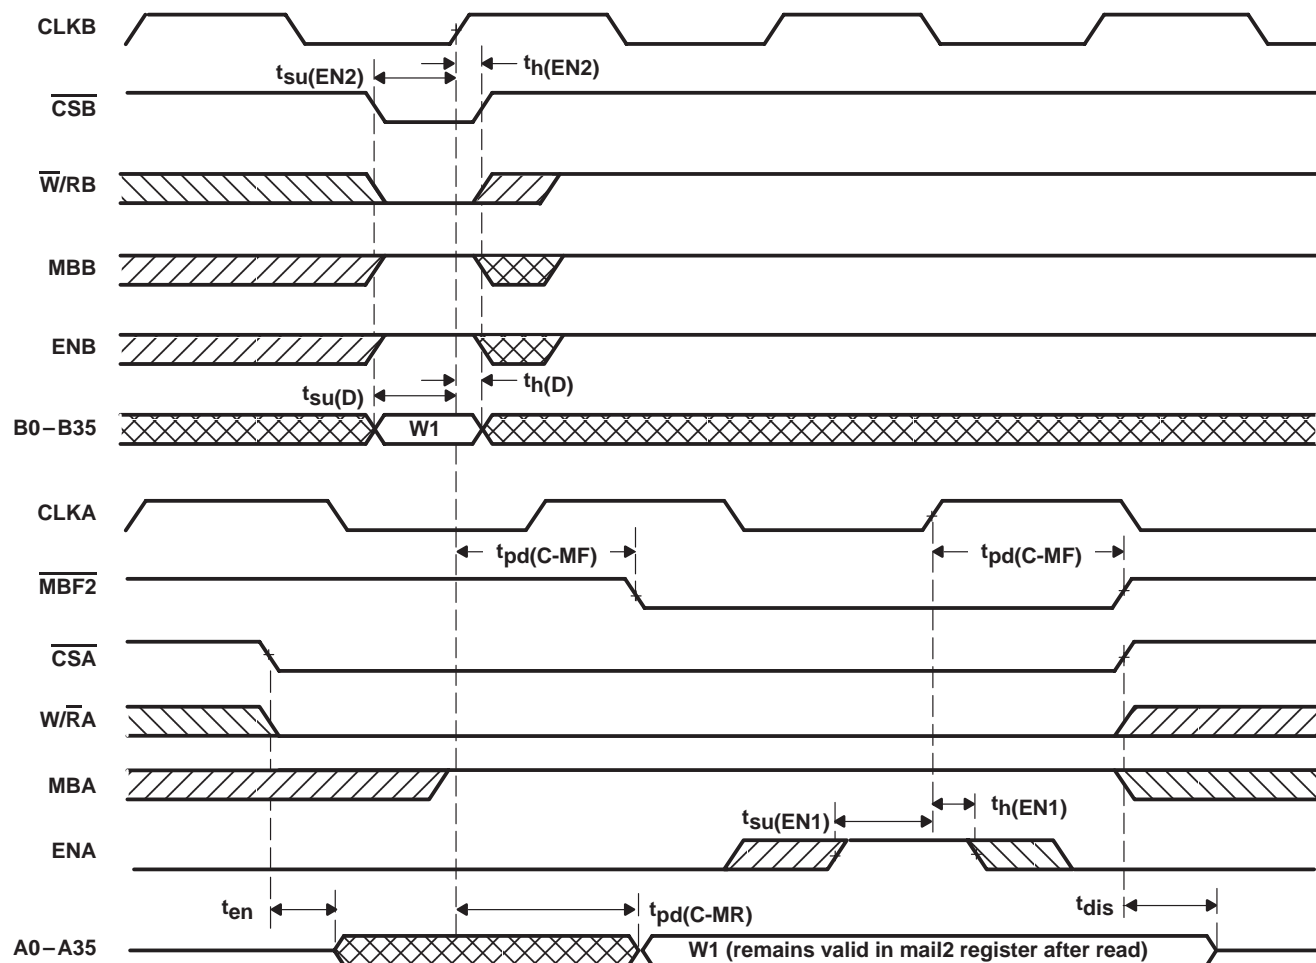 CLKB
tsu(EN2)
th(EN2)
CSB
W/RB
MBB
ENB
tsu(D)
th(D)
B0–B35
W1
CLKA
tpd(C-MF)
tpd(C-MF)
MBF2
CSA
W/RA
MBA
tsu(EN1)
th(EN1)
ENA
ten
tpd(C-MR)
tdis
A0–A35
W1 (remains valid in mail2 register after read)